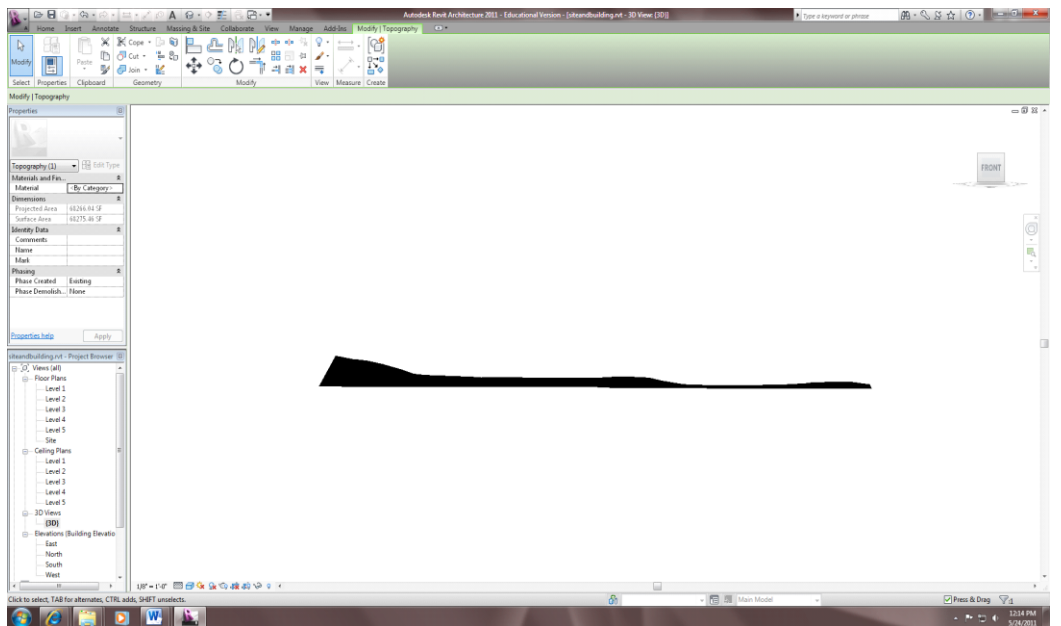 Autodesk Revit Architecture 2011 - Educational Version - [siteandbuilding.rvt - 3D View: {3D}]
Type a keyword or phrase
Home Insert Annotate Structure Massing & Site Collaborate View Manage Add-Ins Modify | Topography
Modify Paste Cope Cut Join
Select Properties Clipboard Geometry Modify View Measure Create
Modify | Topography
Properties
Topography (1) Edit Type
Materials and Fin...
Material <By Category>
Dimensions
Projected Area 68266.04 SF
Surface Area
Identity Data
Comments
Name
Mark
Phasing
Phase Created Existing
Phase Demolish... None
Properties help Apply
siteandbuilding.rvt - Project Browser
Views (all)
Floor Plans
Level 1
Level 2
Level 3
Level 4
Level 5
Site
Ceiling Plans
Level 1
Level 2
Level 3
Level 4
Level 5
3D Views
{3D}
Elevations (Building Elevatio
East
North
South
West
FRONT
1/8" = 1'-0"
Click to select, TAB for alternates, CTRL adds, SHIFT unselects.
Main Model
Press & Drag
:1
12:14 PM
5/24/2011